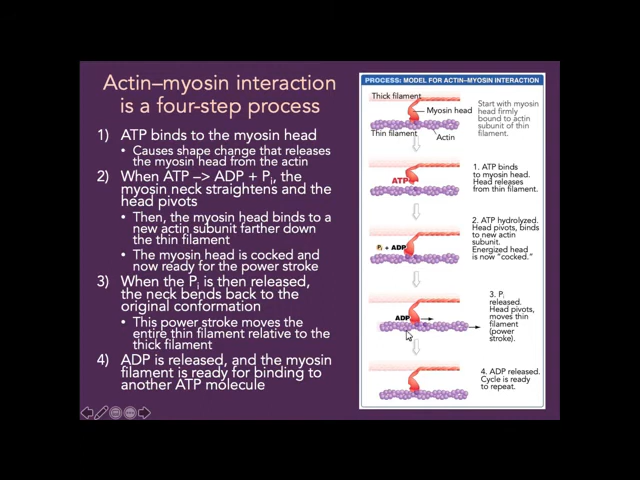 Actin–myosin interaction
is a four-step process
1) ATP binds to the myosin head
• Causes shape change that releases
the myosin head from the actin
2) When ATP –> ADP + Pi, the
myosin neck straightens and the
head pivots
• Then, the myosin head binds to a
new actin subunit farther down
the thin filament
• The myosin head is cocked and
now ready for the power stroke
3) When the Pi is then released,
the neck bends back to the
original conformation
• This power stroke moves the
entire thin filament relative to the
thick filament
4) ADP is released, and the myosin
filament is ready for binding to
another ATP molecule
PROCESS: MODEL FOR ACTIN–MYOSIN INTERACTION
Thick filament
Myosin head
Thin filament
Actin
Start with myosin
head firmly
bound to actin
subunit of thin
filament.
ATP
1. ATP binds
to myosin head.
Head releases
from thin filament.
Pi + ADP
2. ATP hydrolyzed.
Head pivots, binds
to new actin
subunit.
Energized head
is now "cocked."
ADP
3. Pi
released.
Head pivots,
moves thin
filament
(power
stroke).
4. ADP released.
Cycle is ready
to repeat.